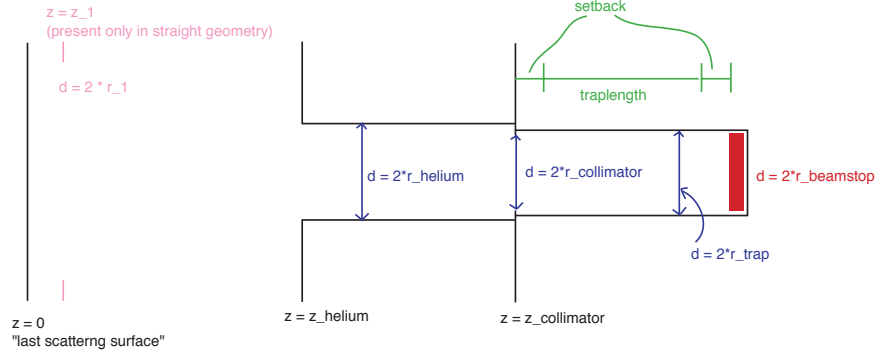 z = z_1
(present only in straight geometry)
d = 2 * r_1
setback
traplength
d = 2*r_helium
d = 2*r_collimator
d = 2*r_beamstop
d = 2*r_trap
z = z_helium
z = z_collimator
z = 0
"last scatterng surface"